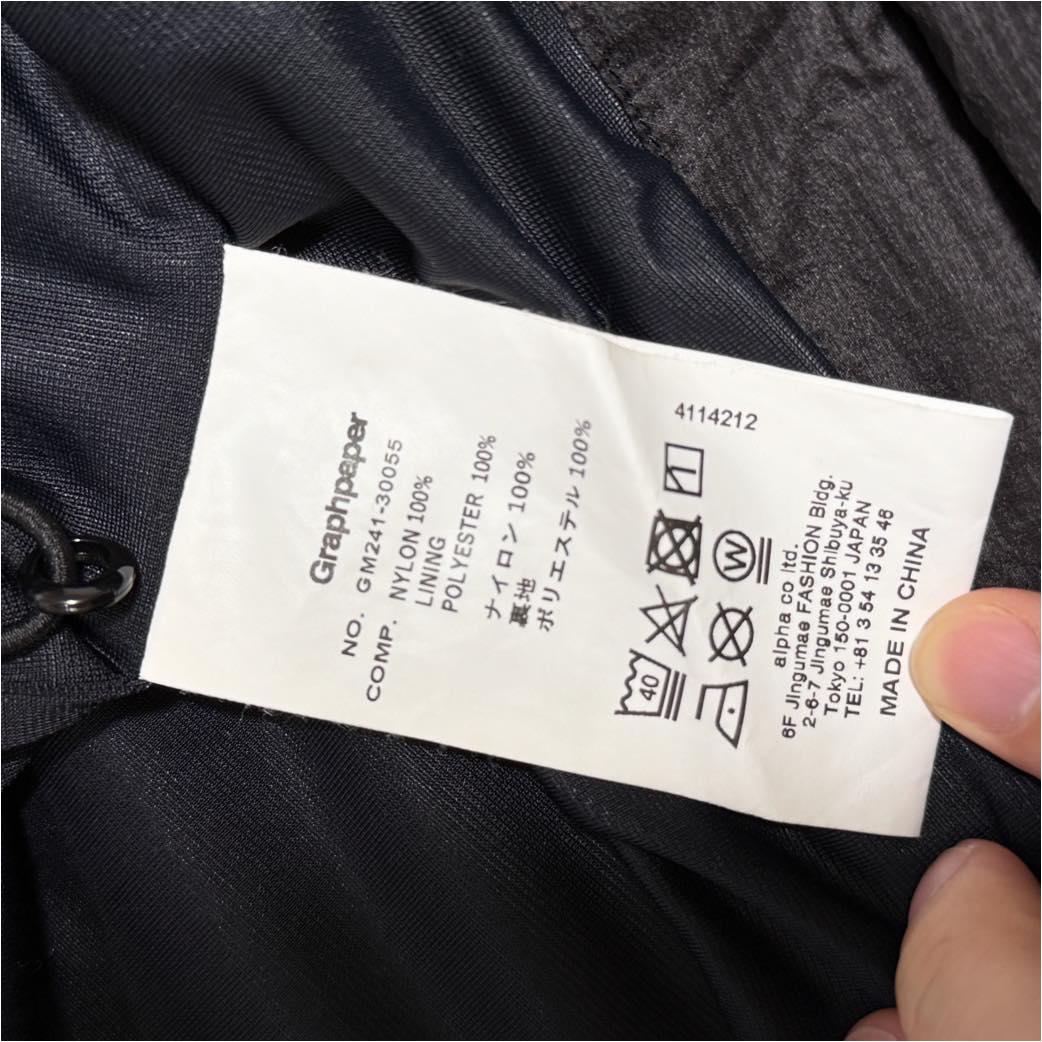 Graphpaper
NO. GM241-30055
COMP. NYLON 100%
LINING
POLYESTER 100%
ナイロン 100%
裏地
ポリエステル 100%
4114212
40
W
alpha co ltd.
6F Jingumae FASHION Bldg.
2-6-7 Jingumae Shibuya-ku
Tokyo 150-0001 JAPAN
TEL: +81 3 54 13 35 46
MADE IN CHINA